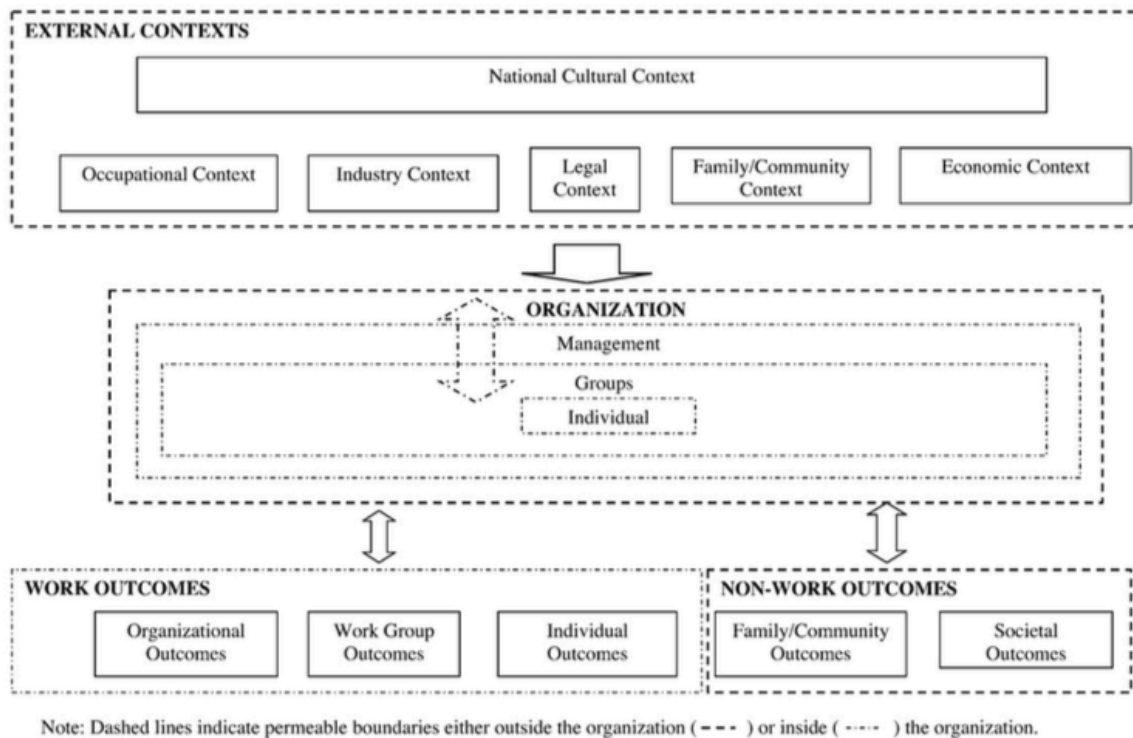 EXTERNAL CONTEXTS
National Cultural Context
Occupational Context
Industry Context
Legal
Context
Family/Community
Context
Economic Context
ORGANIZATION
Management
Groups
Individual
WORK OUTCOMES
Organizational
Outcomes
Work Group
Outcomes
Individual
Outcomes
NON-WORK OUTCOMES
Family/Community
Outcomes
Societal
Outcomes
Note: Dashed lines indicate permeable boundaries either outside the organization ( ---- ) or inside ( -·-·- ) the organization.